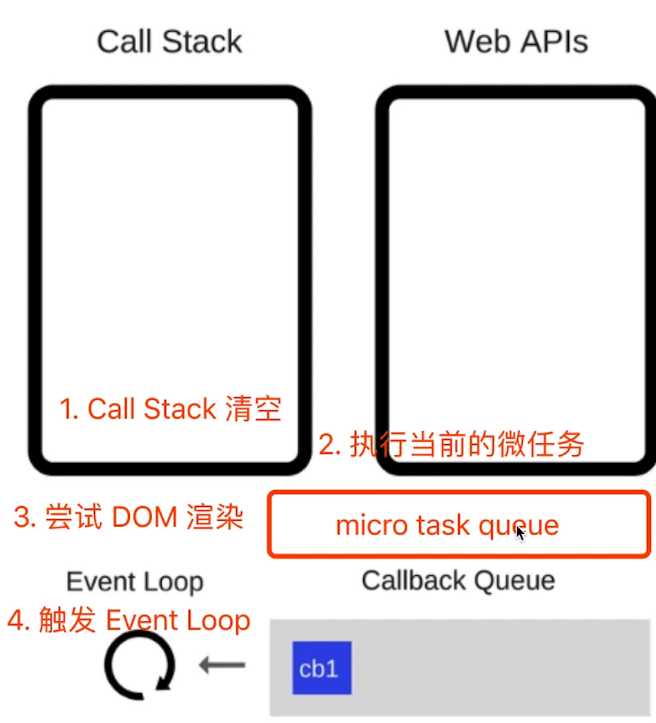 Call Stack
Web APIs
1. Call Stack 清空
2. 执行当前的微任务
3. 尝试 DOM 渲染
micro task queue
Event Loop
Callback Queue
4. 触发 Event Loop
cb1